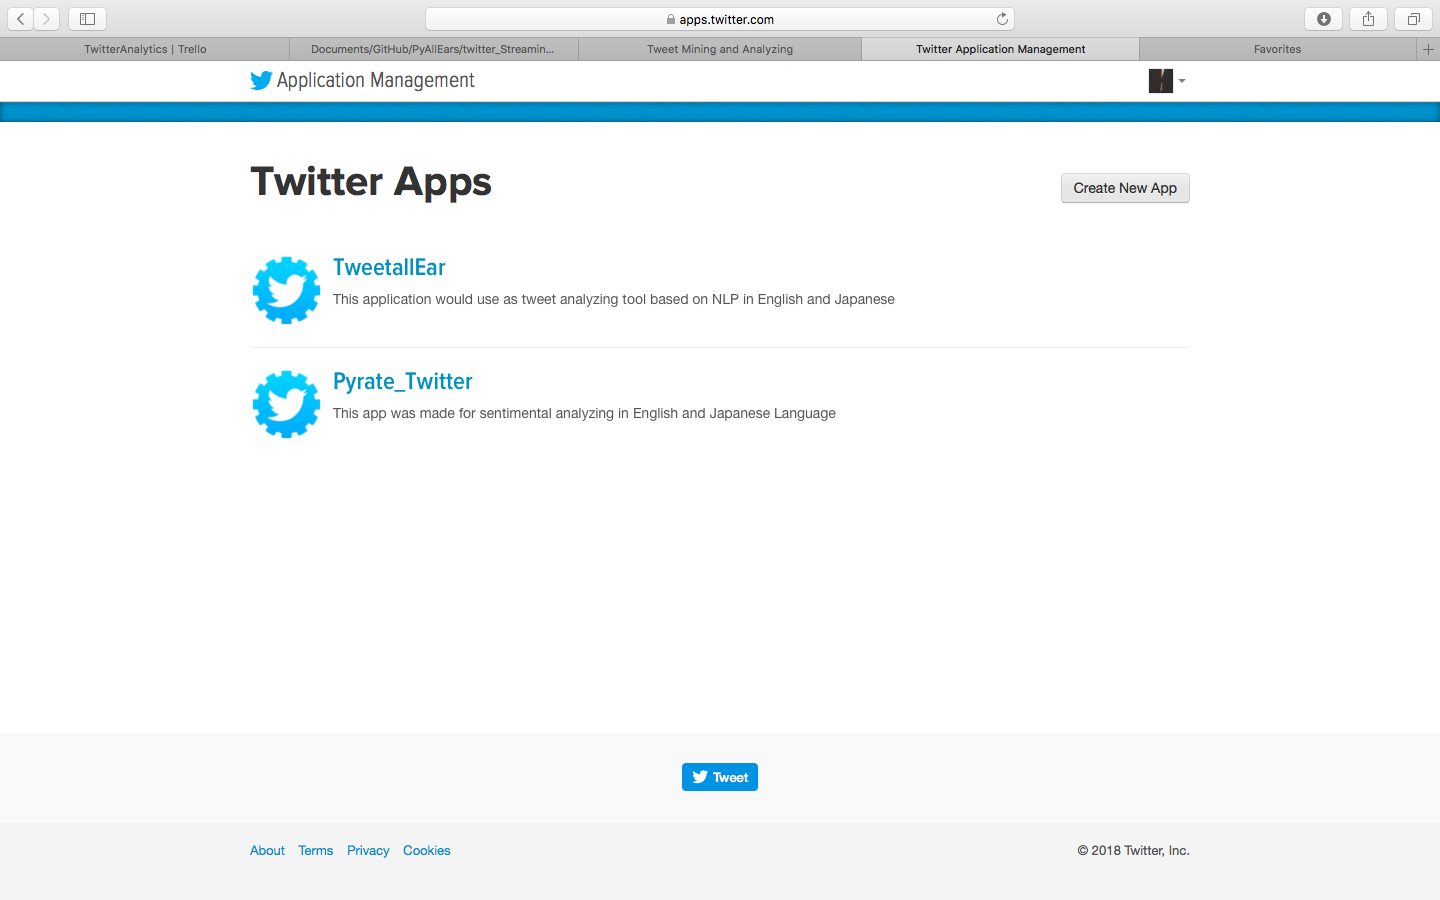 apps.twitter.com
TwitterAnalytics | Trello
Documents/GitHub/PyAllEars/twitter_Streamin...
Tweet Mining and Analyzing
Twitter Application Management
Favorites
Application Management
Twitter Apps
Create New App
TweetallEar
This application would use as tweet analyzing tool based on NLP in English and Japanese
Pyrate_Twitter
This app was made for sentimental analyzing in English and Japanese Language
Tweet
About Terms Privacy Cookies
© 2018 Twitter, Inc.